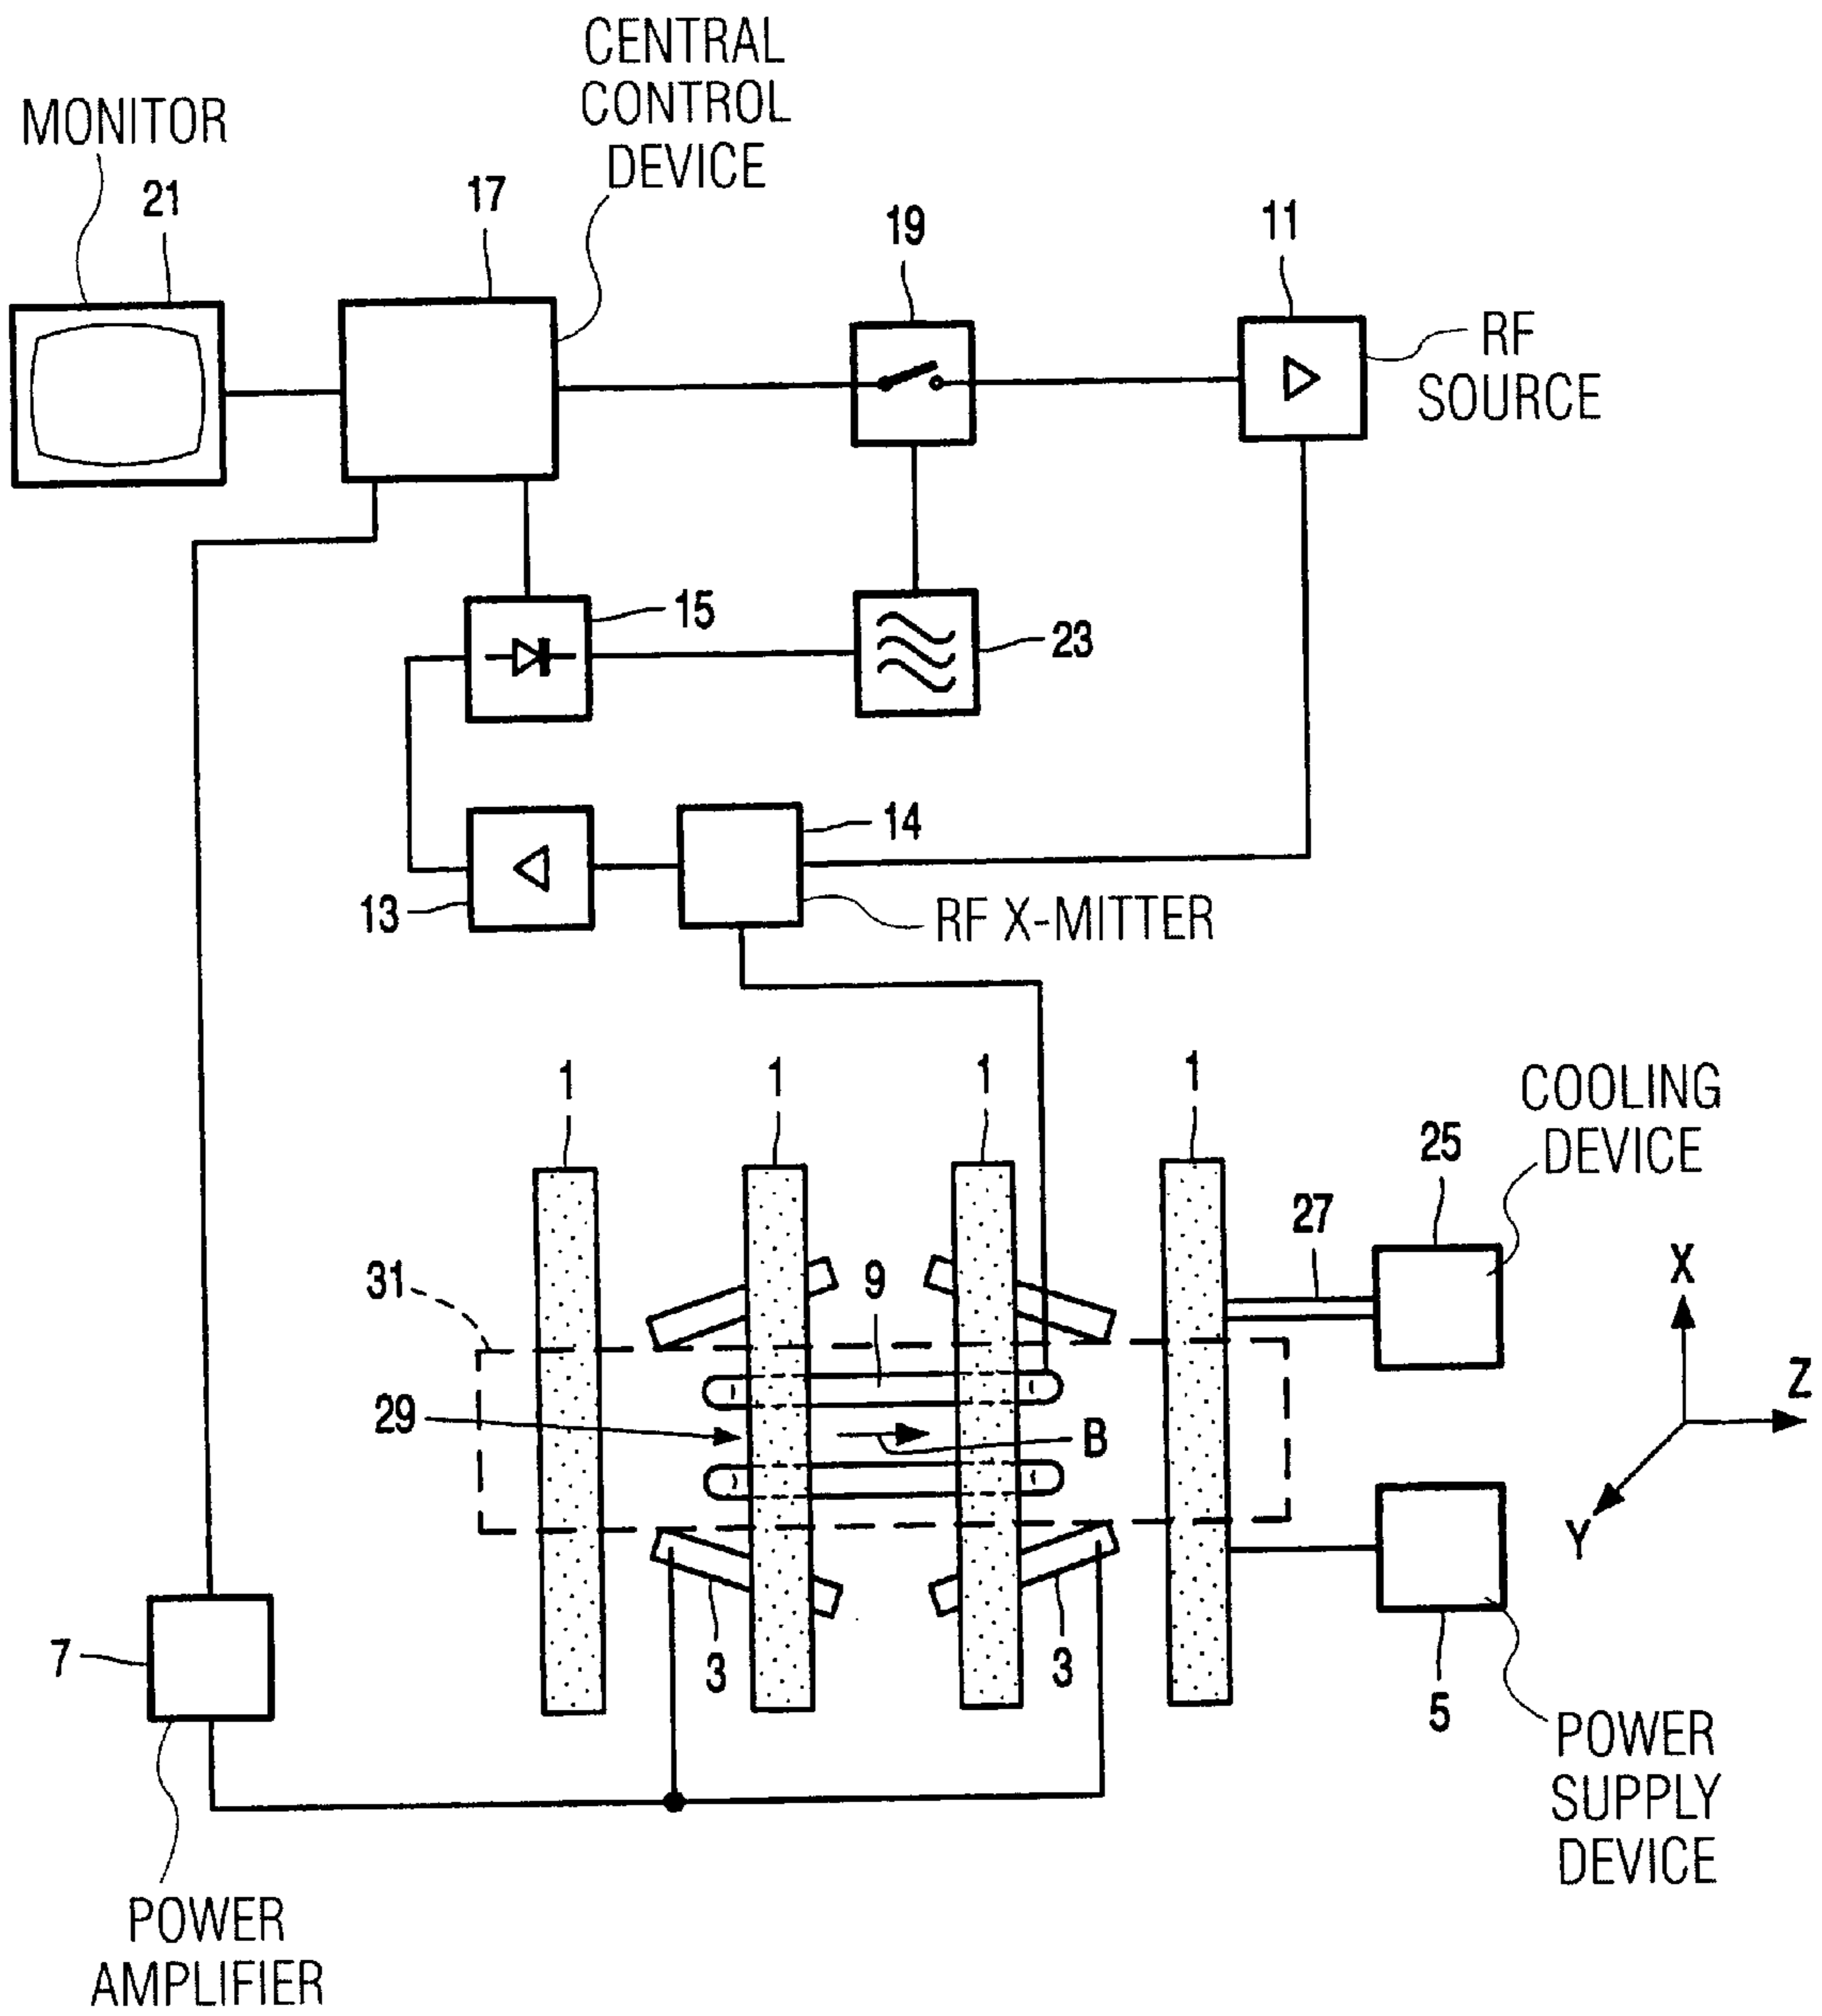 CENTRAL
CONTROL
DEVICE
MONITOR
21
17
19
11
RF
SOURCE
15
23
14
13
RF X-MITTER
1
1
1
1
COOLING
DEVICE
25
27
31
9
X
Z
Y
29
B
3
3
7
5
POWER
SUPPLY
DEVICE
POWER
AMPLIFIER